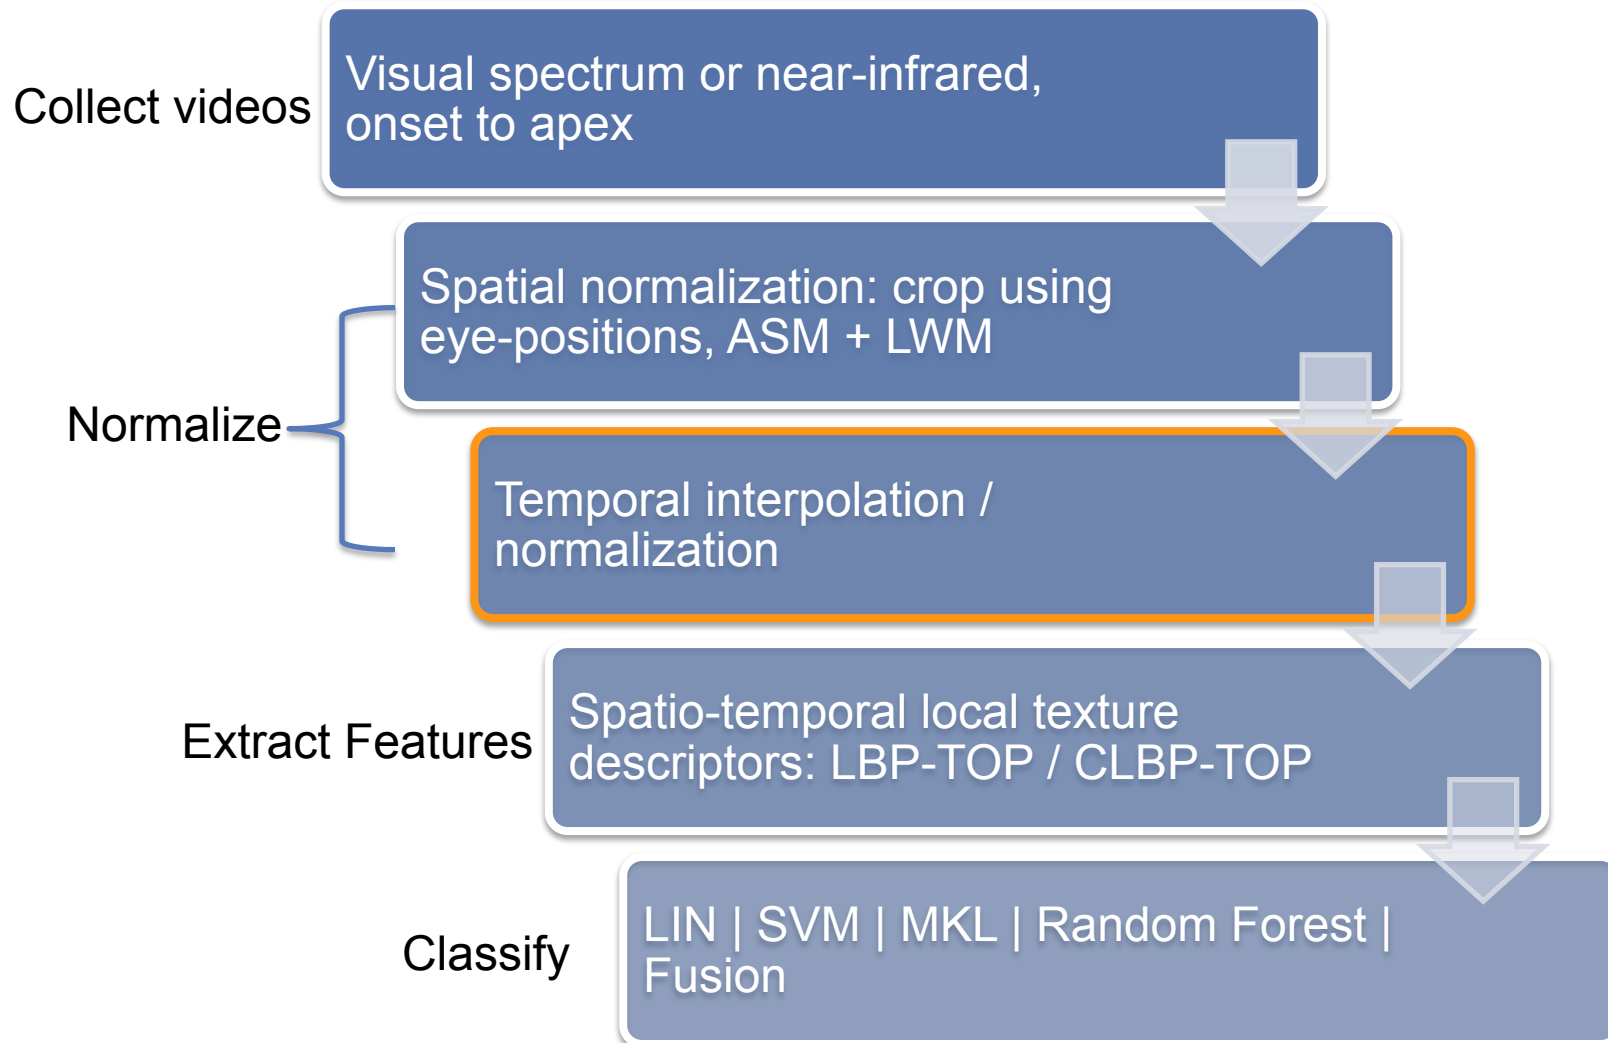 Collect videos
Visual spectrum or near-infrared,
onset to apex
Normalize
Spatial normalization: crop using
eye-positions, ASM + LWM
Temporal interpolation /
normalization
Extract Features
Spatio-temporal local texture
descriptors: LBP-TOP / CLBP-TOP
Classify
LIN | SVM | MKL | Random Forest |
Fusion